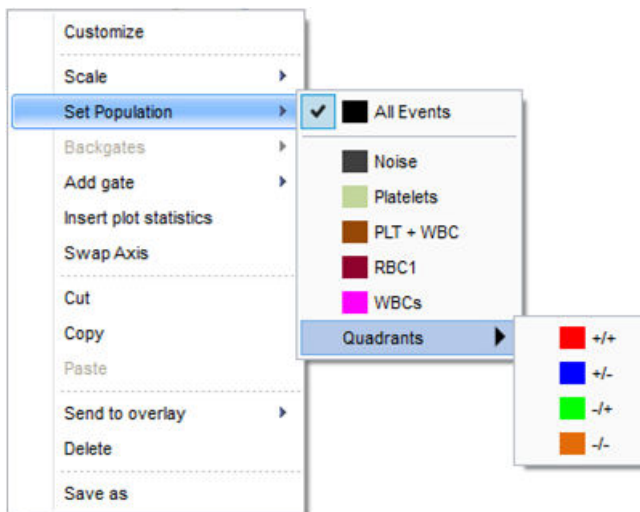 Customize
Scale
Set Population
Backgates
Add gate
Insert plot statistics
Swap Axis
Cut
Copy
Paste
Send to overlay
Delete
Save as
All Events
Noise
Platelets
PLT + WBC
RBC1
WBCs
Quadrants
+/+
+/-
-/+
-/-